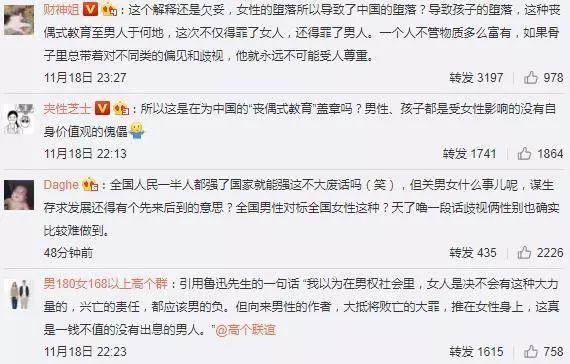 财神姐：这个解释还是欠妥，女性的堕落所以导致了中国的堕落？导致孩子的堕落，这种丧
偶式教育至男人于何地，这次不仅得罪了女人，还得罪了男人。一个人不管物质多么富有，如果骨
子里总带着对不同类的偏见和歧视，他就永远不可能受人尊重。
11月18日 23:27 转发 3197 978
夹性芝士：所以这是在为中国的“丧偶式教育”盖章吗？男性、孩子都是受女性影响的没有自
身价值观的傀儡
11月18日 22:13 转发 1741 1864
Daghe：全国人民一半人都强了国家就能强这不大废话吗（笑），但关男女什么事儿呢，谋生
存求发展还得有个先来后到的意思？全国男性对标全国女性这种？天了噜一段话歧视俩性别也确实
比较难做到。
48分钟前 转发 435 2226
男180女168以上高个群：引用鲁迅先生的一句话 “我以为在男权社会里，女人是决不会有这种大力
量的，兴亡的责任，都应该男的负。但向来男性的作者，大抵将败亡的大罪，推在女性身上，这真
是一钱不值的没有出息的男人。”@高个联谊
11月18日 22:23 转发 1615 758